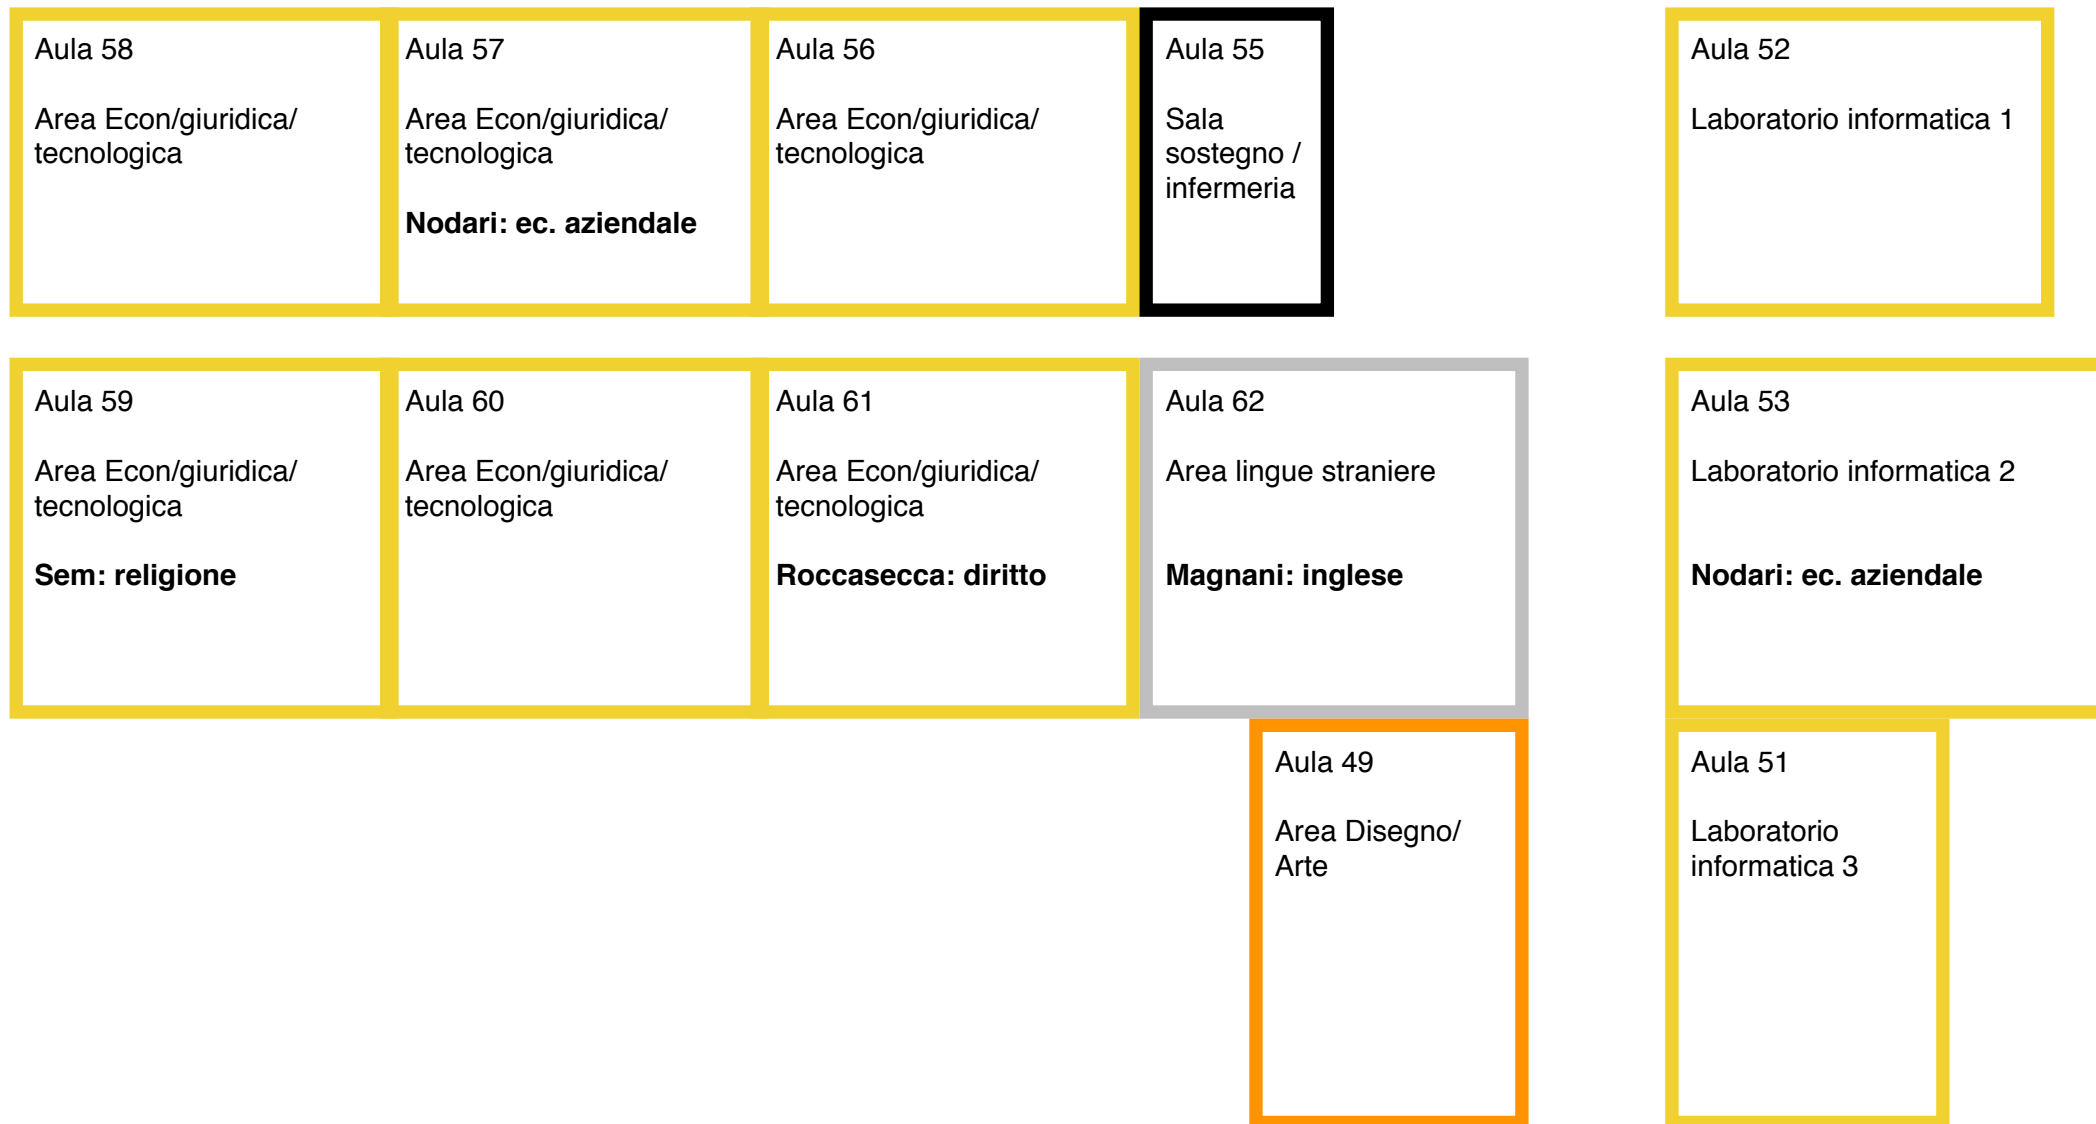 Aula 58
Area Econ/giuridica/
tecnologica
Aula 57
Area Econ/giuridica/
tecnologica
Nodari: ec. aziendale
Aula 56
Area Econ/giuridica/
tecnologica
Aula 55
Sala
sostegno /
infermeria
Aula 52
Laboratorio informatica 1
Aula 59
Area Econ/giuridica/
tecnologica
Sem: religione
Aula 60
Area Econ/giuridica/
tecnologica
Aula 61
Area Econ/giuridica/
tecnologica
Roccasecca: diritto
Aula 62
Area lingue straniere
Magnani: inglese
Aula 53
Laboratorio informatica 2
Nodari: ec. aziendale
Aula 49
Area Disegno/
Arte
Aula 51
Laboratorio
informatica 3